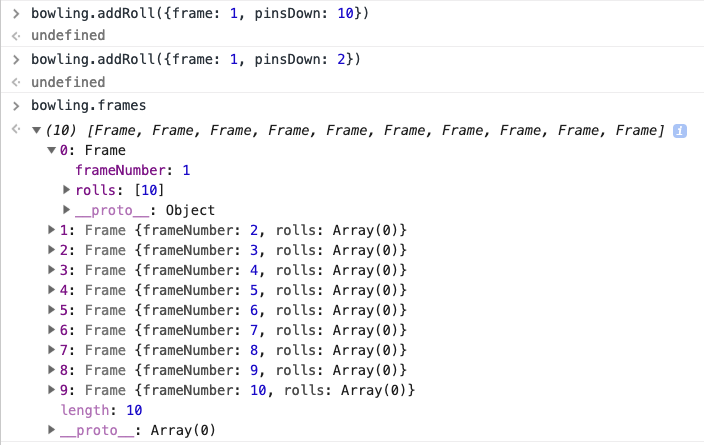 > bowling.addRoll({frame: 1, pinsDown: 10})
undefined
> bowling.addRoll({frame: 1, pinsDown: 2})
undefined
> bowling.frames
(10) [Frame, Frame, Frame, Frame, Frame, Frame, Frame, Frame, Frame, Frame] i
0: Frame
frameNumber: 1
rolls: [10]
__proto__: Object
1: Frame {frameNumber: 2, rolls: Array(0)}
2: Frame {frameNumber: 3, rolls: Array(0)}
3: Frame {frameNumber: 4, rolls: Array(0)}
4: Frame {frameNumber: 5, rolls: Array(0)}
5: Frame {frameNumber: 6, rolls: Array(0)}
6: Frame {frameNumber: 7, rolls: Array(0)}
7: Frame {frameNumber: 8, rolls: Array(0)}
8: Frame {frameNumber: 9, rolls: Array(0)}
9: Frame {frameNumber: 10, rolls: Array(0)}
length: 10
__proto__: Array(0)